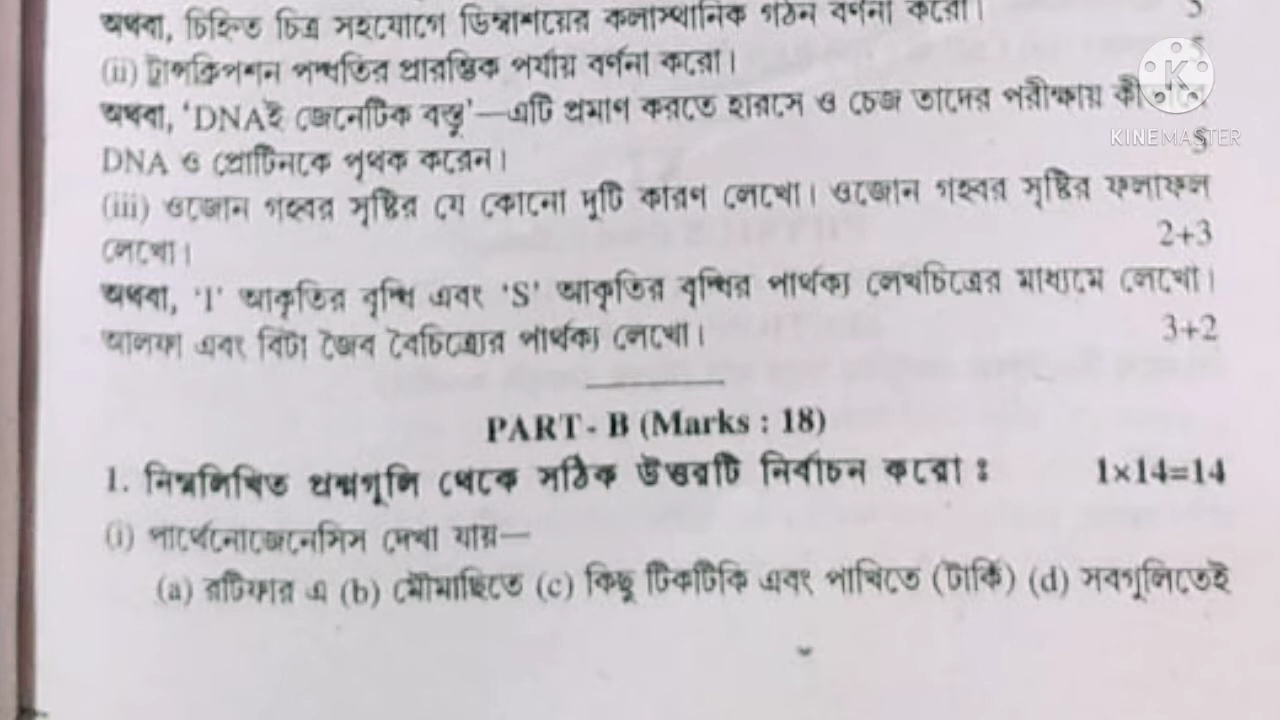 অথবা, চিহ্নিত চিত্র সহযোগে ডিম্বাশয়ের কলাস্থানিক গঠন বর্ণনা করো। 5
(ii) ট্রান্সক্রিপশন পদ্ধতির প্রারম্ভিক পর্যায় বর্ণনা করো। 5
অথবা, 'DNAই জেনেটিক বস্তু'—এটি প্রমাণ করতে হারসে ও চেজ তাদের পরীক্ষায়
DNA ও প্রোটিনকে পৃথক করেন। 5
(iii) ওজোন গহ্বর সৃষ্টির যে কোনো দুটি কারণ লেখো। ওজোন গহ্বর সৃষ্টির ফলাফল
লেখো। 2+3
অথবা, 'J' আকৃতির বৃদ্ধি এবং 'S' আকৃতির বৃদ্ধির পার্থক্য লেখচিত্রের মাধ্যমে লেখো।
আলফা এবং বিটা জৈব বৈচিত্র্যের পার্থক্য লেখো। 3+2
PART - B (Marks : 18)
1. নিম্নলিখিত প্রশ্নগুলি থেকে সঠিক উত্তরটি নির্বাচন করো : 1×14=14
(i) পার্থেনোজেনেসিস দেখা যায়—
(a) রটিফার এ (b) মৌমাছিতে (c) কিছু টিকটিকি এবং পাখিতে (টার্কি) (d) সবগুলিতেই
K
KINEMASTER